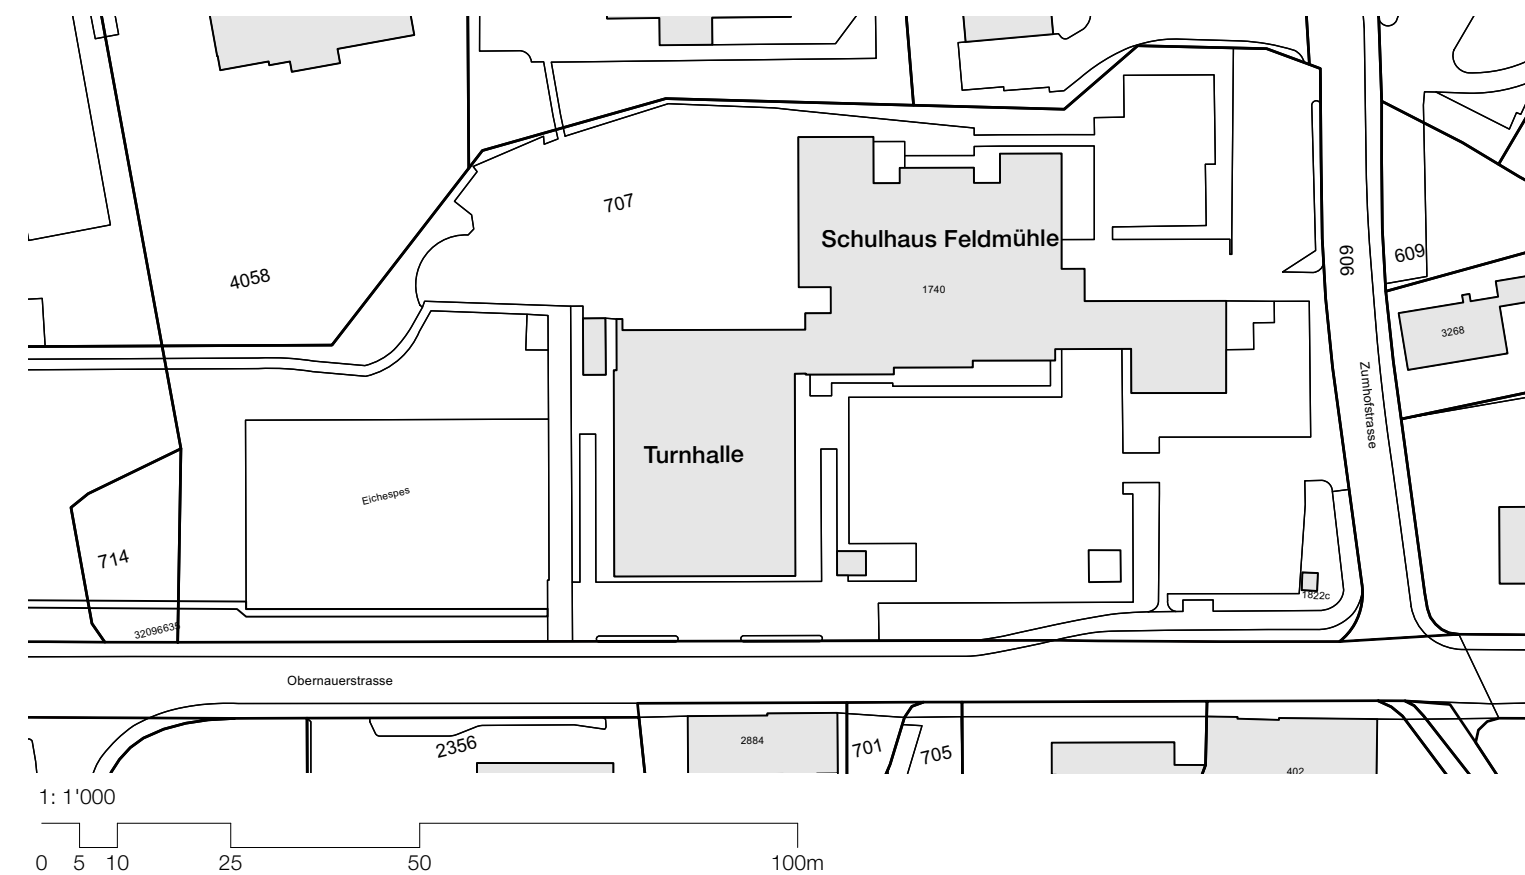 707
Schulhaus Feldmühle
606
609
4058
1740
3268
Zumhofstrasse
Turnhalle
Eichespes
714
1822c
32096635
Obernauerstrasse
2356
2884
701
705
402
1: 1'000
0 5 10 25 50 100m